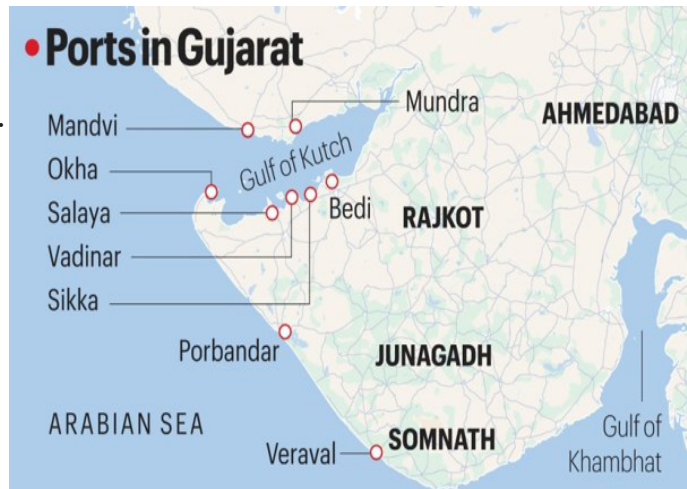 • Ports in Gujarat
Mandvi
Mundra
AHMEDABAD
Okha
Gulf of Kutch
Salaya
Bedi
RAJKOT
Vadinar
Sikka
Porbandar
JUNAGADH
ARABIAN SEA
Veraval
SOMNATH
Gulf of
Khambhat